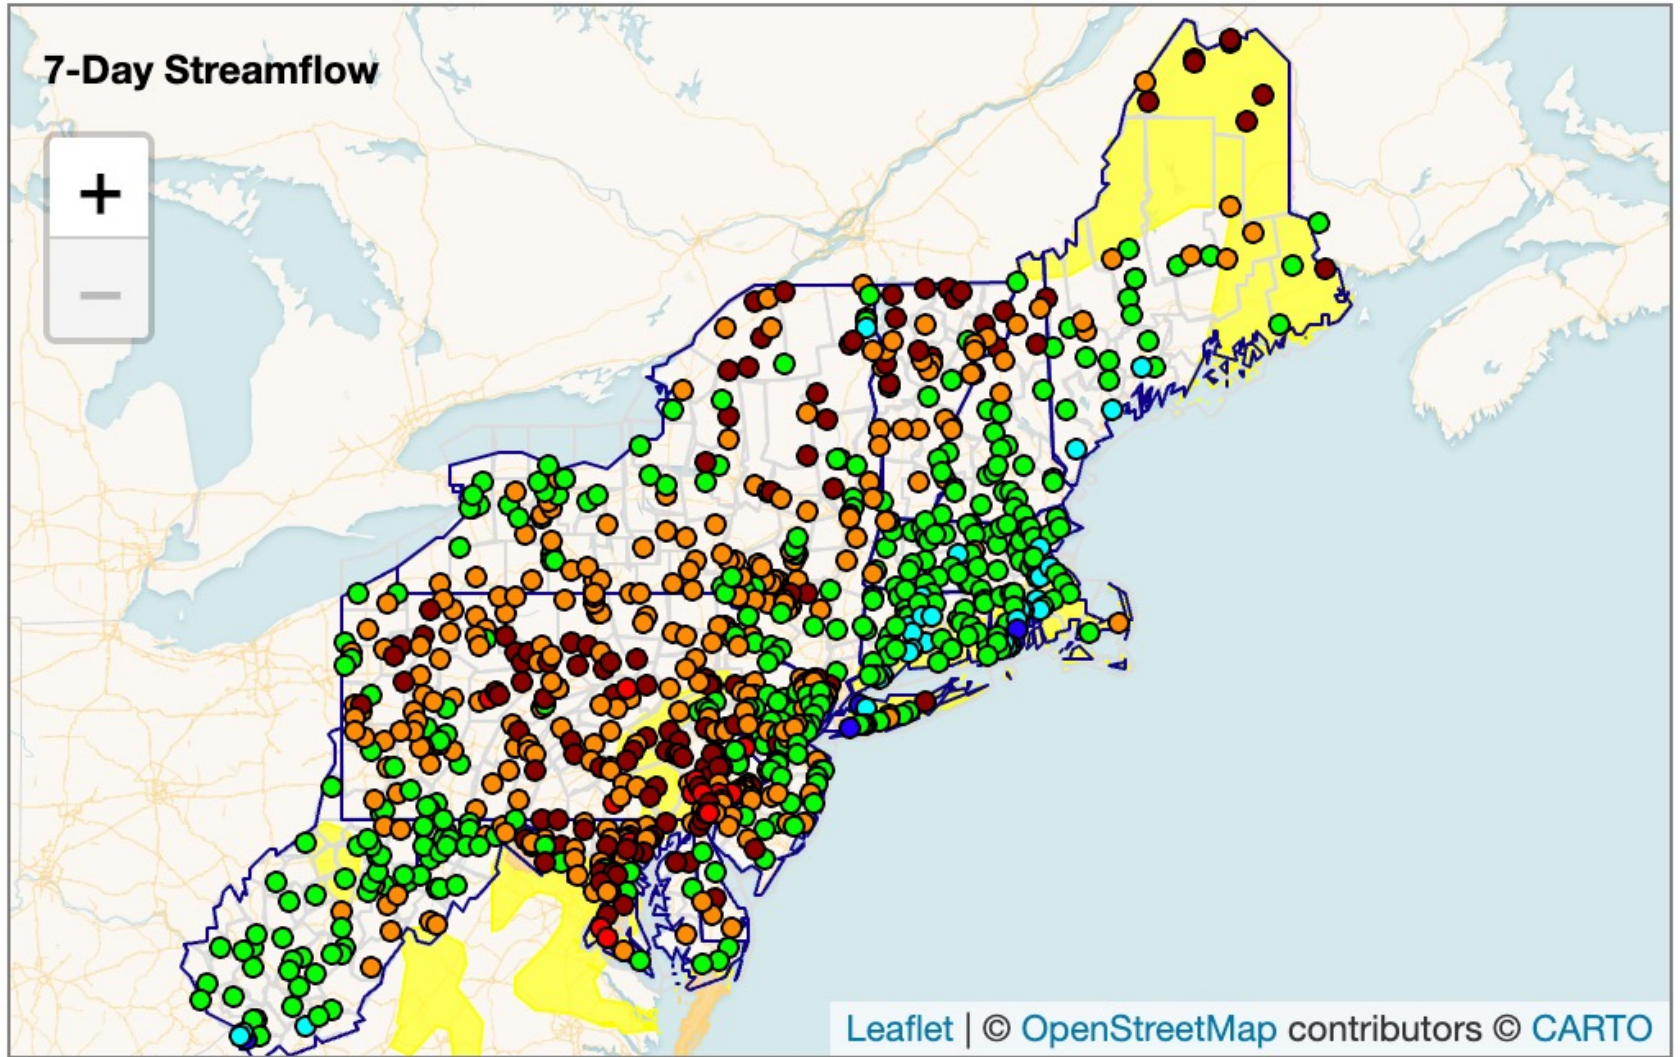 7-Day Streamflow
+
−
Leaflet | © OpenStreetMap contributors © CARTO